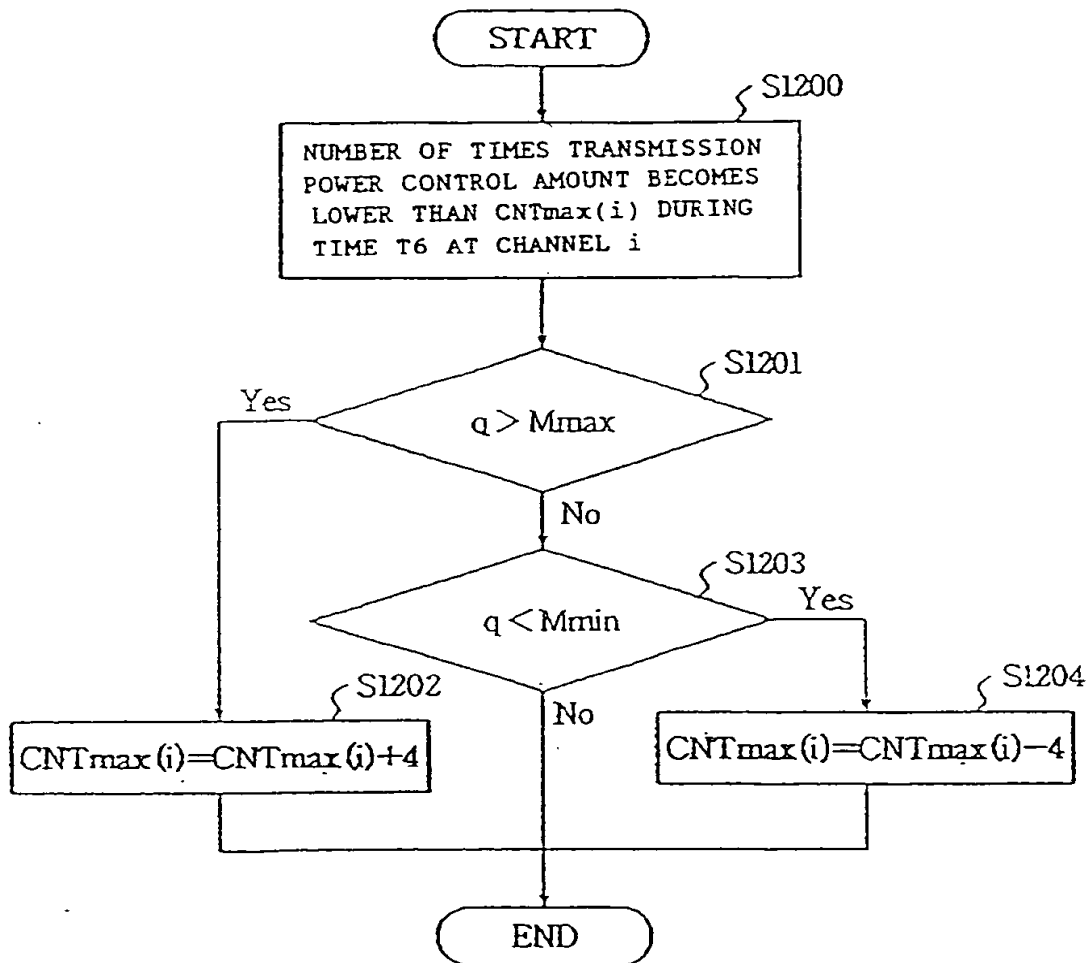 START
S1200
NUMBER OF TIMES TRANSMISSION
POWER CONTROL AMOUNT BECOMES
LOWER THAN CNTmax(i) DURING
TIME T6 AT CHANNEL i
S1201
Yes
q > Mmax
No
S1203
Yes
q < Mmin
S1202
No
S1204
CNTmax(i)=CNTmax(i)+4
CNTmax(i)=CNTmax(i)-4
END